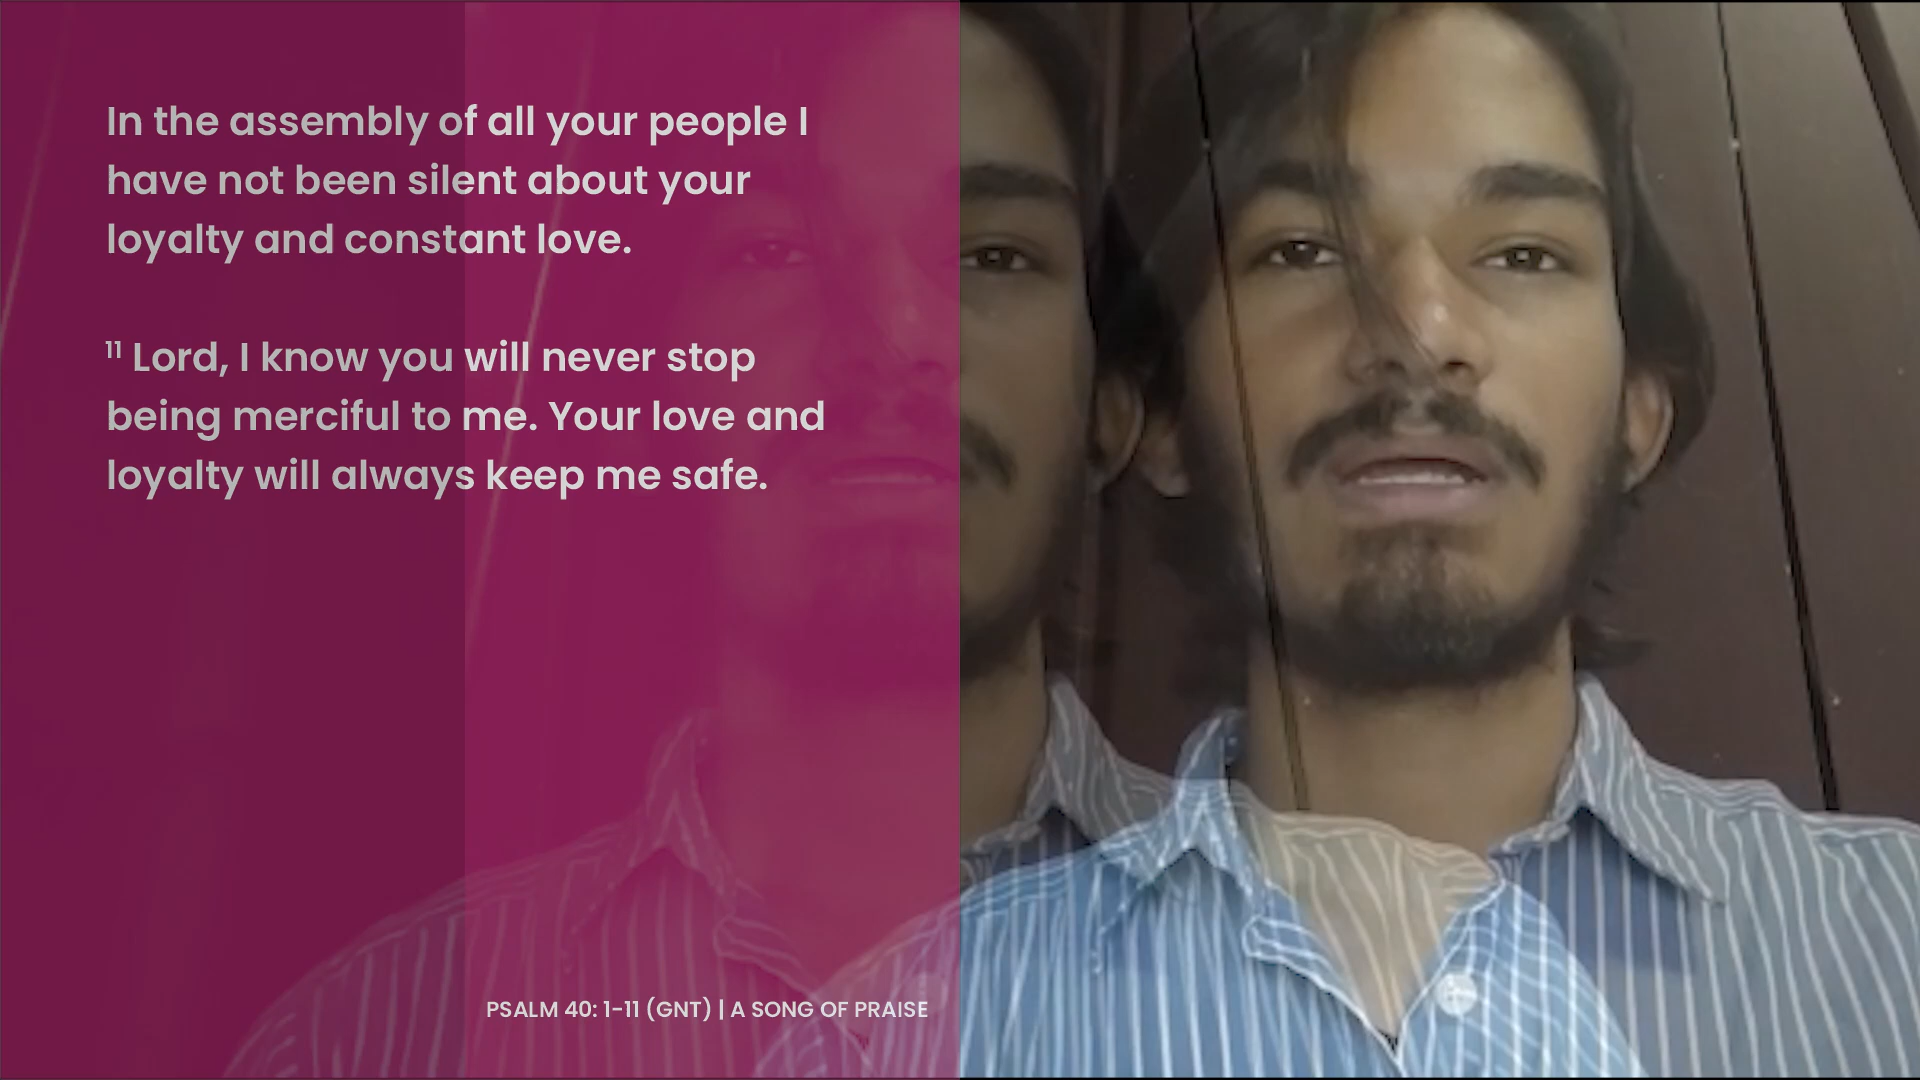 In the assembly of all your people I
have not been silent about your
loyalty and constant love.
¹¹ Lord, I know you will never stop
being merciful to me. Your love and
loyalty will always keep me safe.
PSALM 40: 1-11 (GNT) | A SONG OF PRAISE